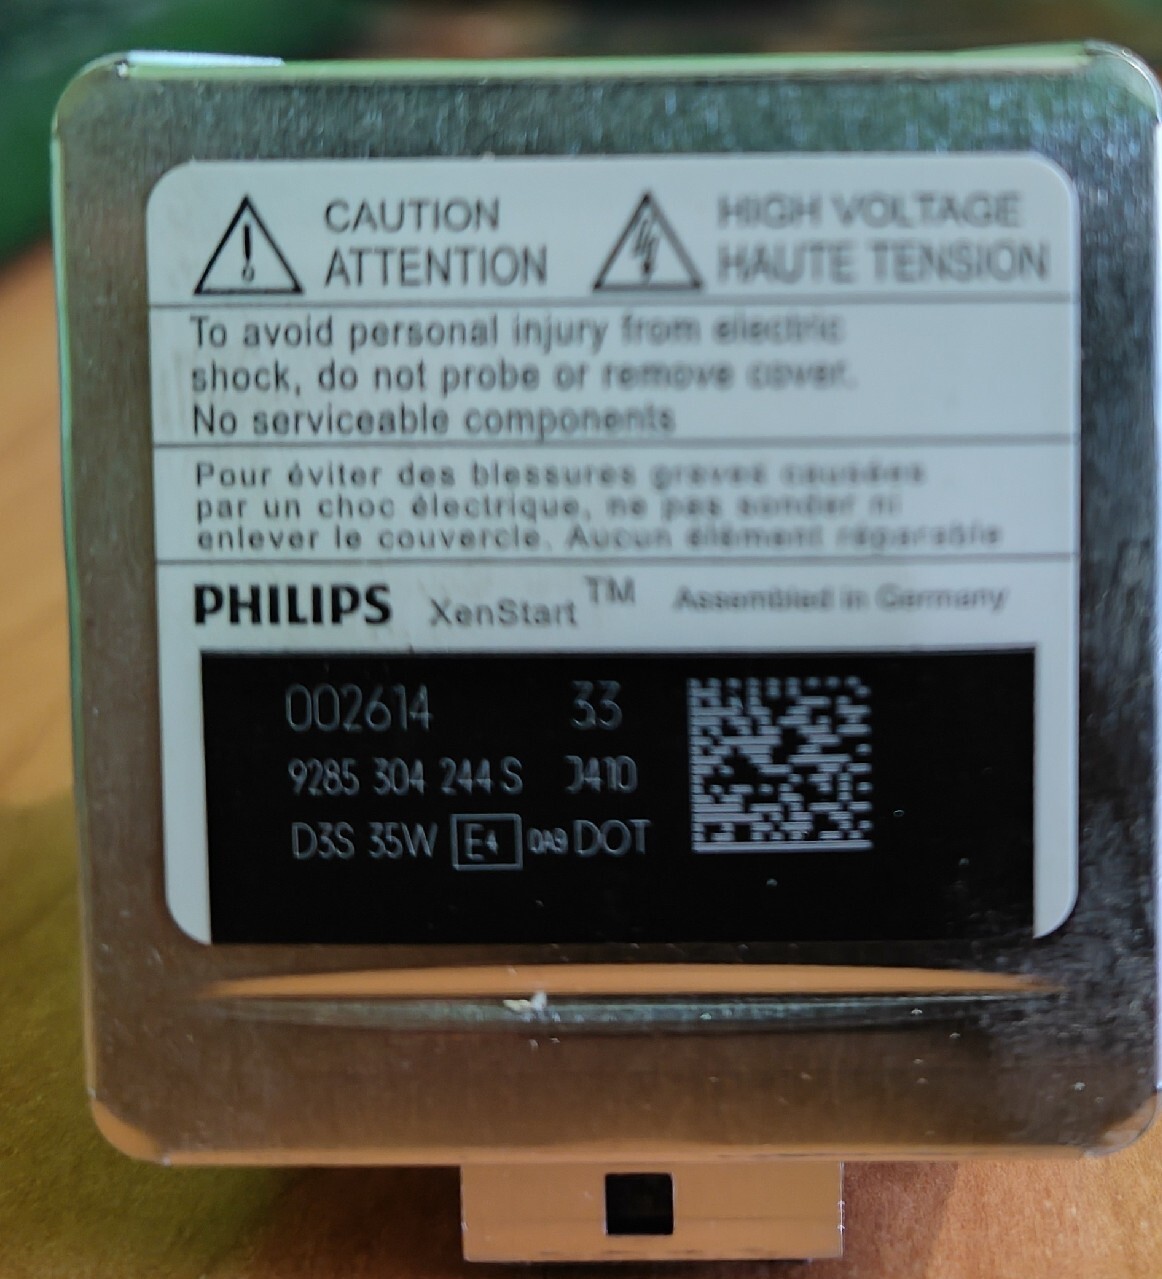 CAUTION
ATTENTION
HIGH VOLTAGE
HAUTE TENSION
To avoid personal injury from electric
shock, do not probe or remove cover.
No serviceable components
Pour éviter des blessures graves causées
par un choc électrique, ne pas sonder ni
enlever le couvercle. Aucun élément réparable
PHILIPS XenStart™ Assembled in Germany
002614 33
9285 304 244 S J410
D3S 35W E4 0A9 DOT